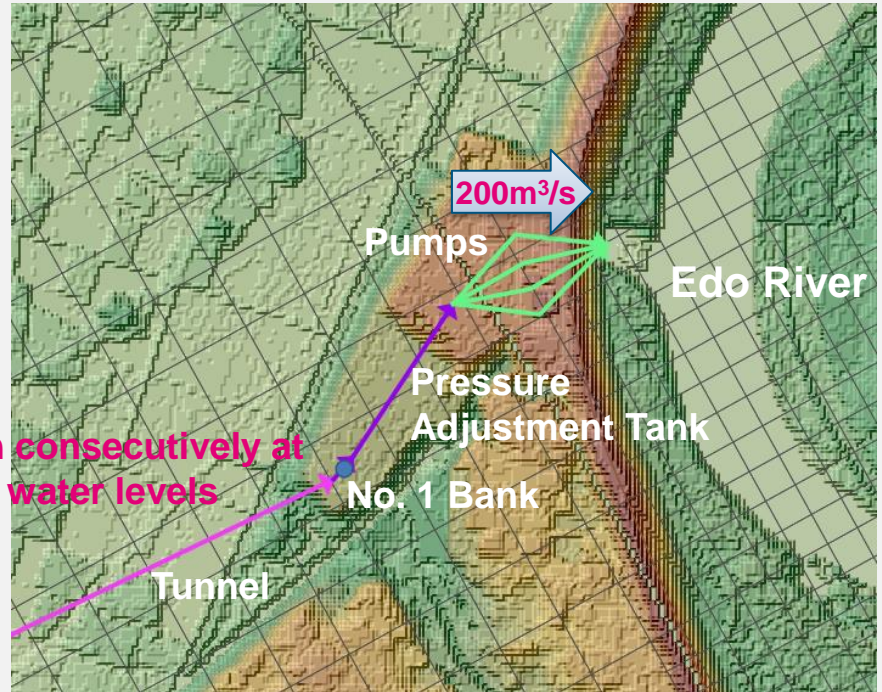 200m³/s
Pumps
Edo River
Pressure
Adjustment Tank
consecutively at
water levels
No. 1 Bank
Tunnel